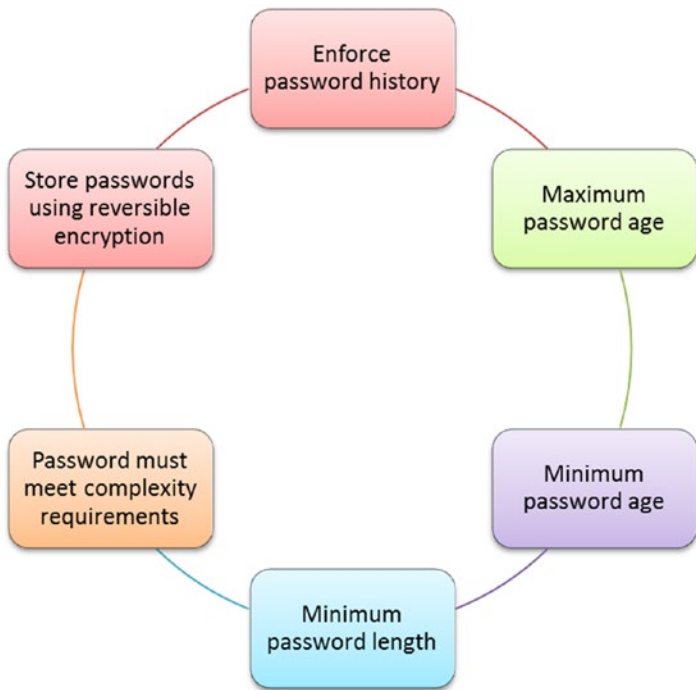 Enforce
password history
Maximum
password age
Minimum
password age
Minimum
password length
Password must
meet complexity
requirements
Store passwords
using reversible
encryption